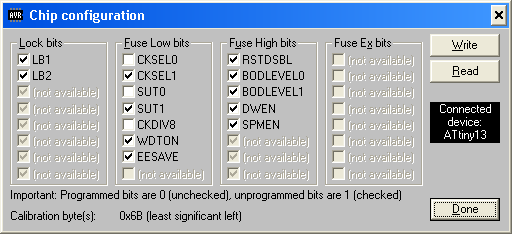 AVR Chip configuration
Lock bits
LB1
LB2
(not available)
(not available)
(not available)
(not available)
(not available)
(not available)
Fuse Low bits
CKSEL0
CKSEL1
SUT0
SUT1
CKDIV8
WDTON
EESAVE
(not available)
Fuse High bits
RSTDSBL
BODLEVEL0
BODLEVEL1
DWEN
SPMEN
(not available)
(not available)
(not available)
Fuse Ex bits
(not available)
(not available)
(not available)
(not available)
(not available)
(not available)
(not available)
(not available)
Write
Read
Connected
device:
ATtiny13
Important: Programmed bits are 0 (unchecked), unprogrammed bits are 1 (checked)
Calibration byte(s): 0x6B (least significant left)
Done